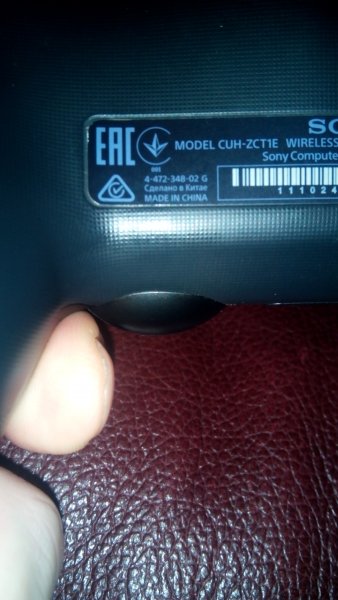 SO
EAC
MODEL CUH-ZCT1E WIRELESS
001
Sony Compute
4-472-348-02 G
Сделано в Китае
MADE IN CHINA
111024